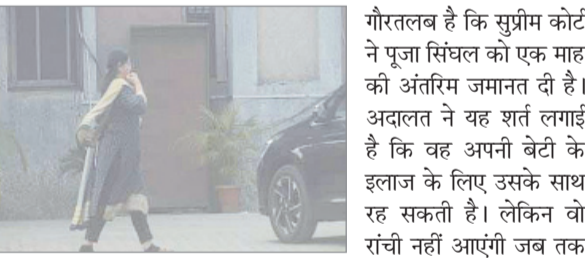 गौरतलब है कि सुप्रीम कोर्ट
ने पूजा सिंघल को एक माह
की अंतरिम जमानत दी है।
अदालत ने यह शर्त लगाई
है कि वह अपनी बेटी के
इलाज के लिए उसके साथ
रह सकती है। लेकिन वो
रांची नहीं आएंगी जब तक